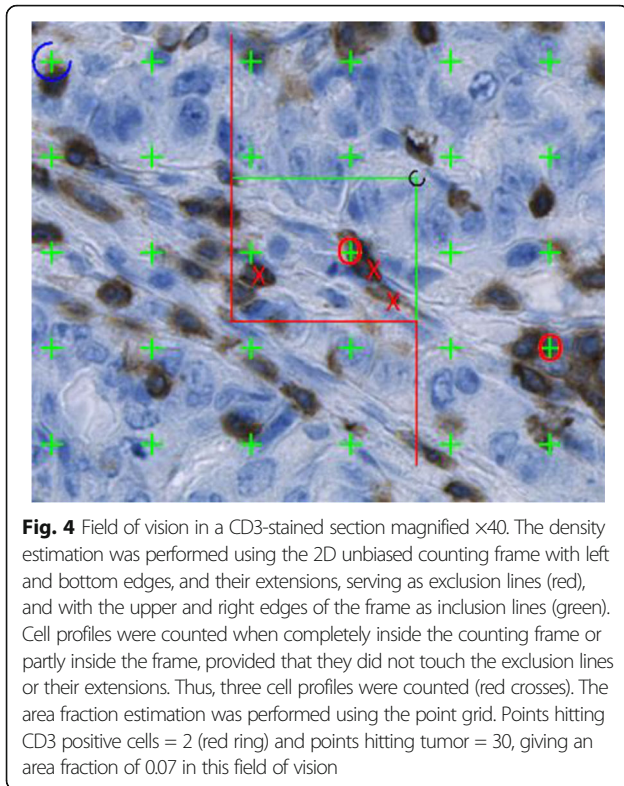 Fig. 4 Field of vision in a CD3-stained section magnified ×40. The density
estimation was performed using the 2D unbiased counting frame with left
and bottom edges, and their extensions, serving as exclusion lines (red),
and with the upper and right edges of the frame as inclusion lines (green).
Cell profiles were counted when completely inside the counting frame or
partly inside the frame, provided that they did not touch the exclusion lines
or their extensions. Thus, three cell profiles were counted (red crosses). The
area fraction estimation was performed using the point grid. Points hitting
CD3 positive cells = 2 (red ring) and points hitting tumor = 30, giving an
area fraction of 0.07 in this field of vision